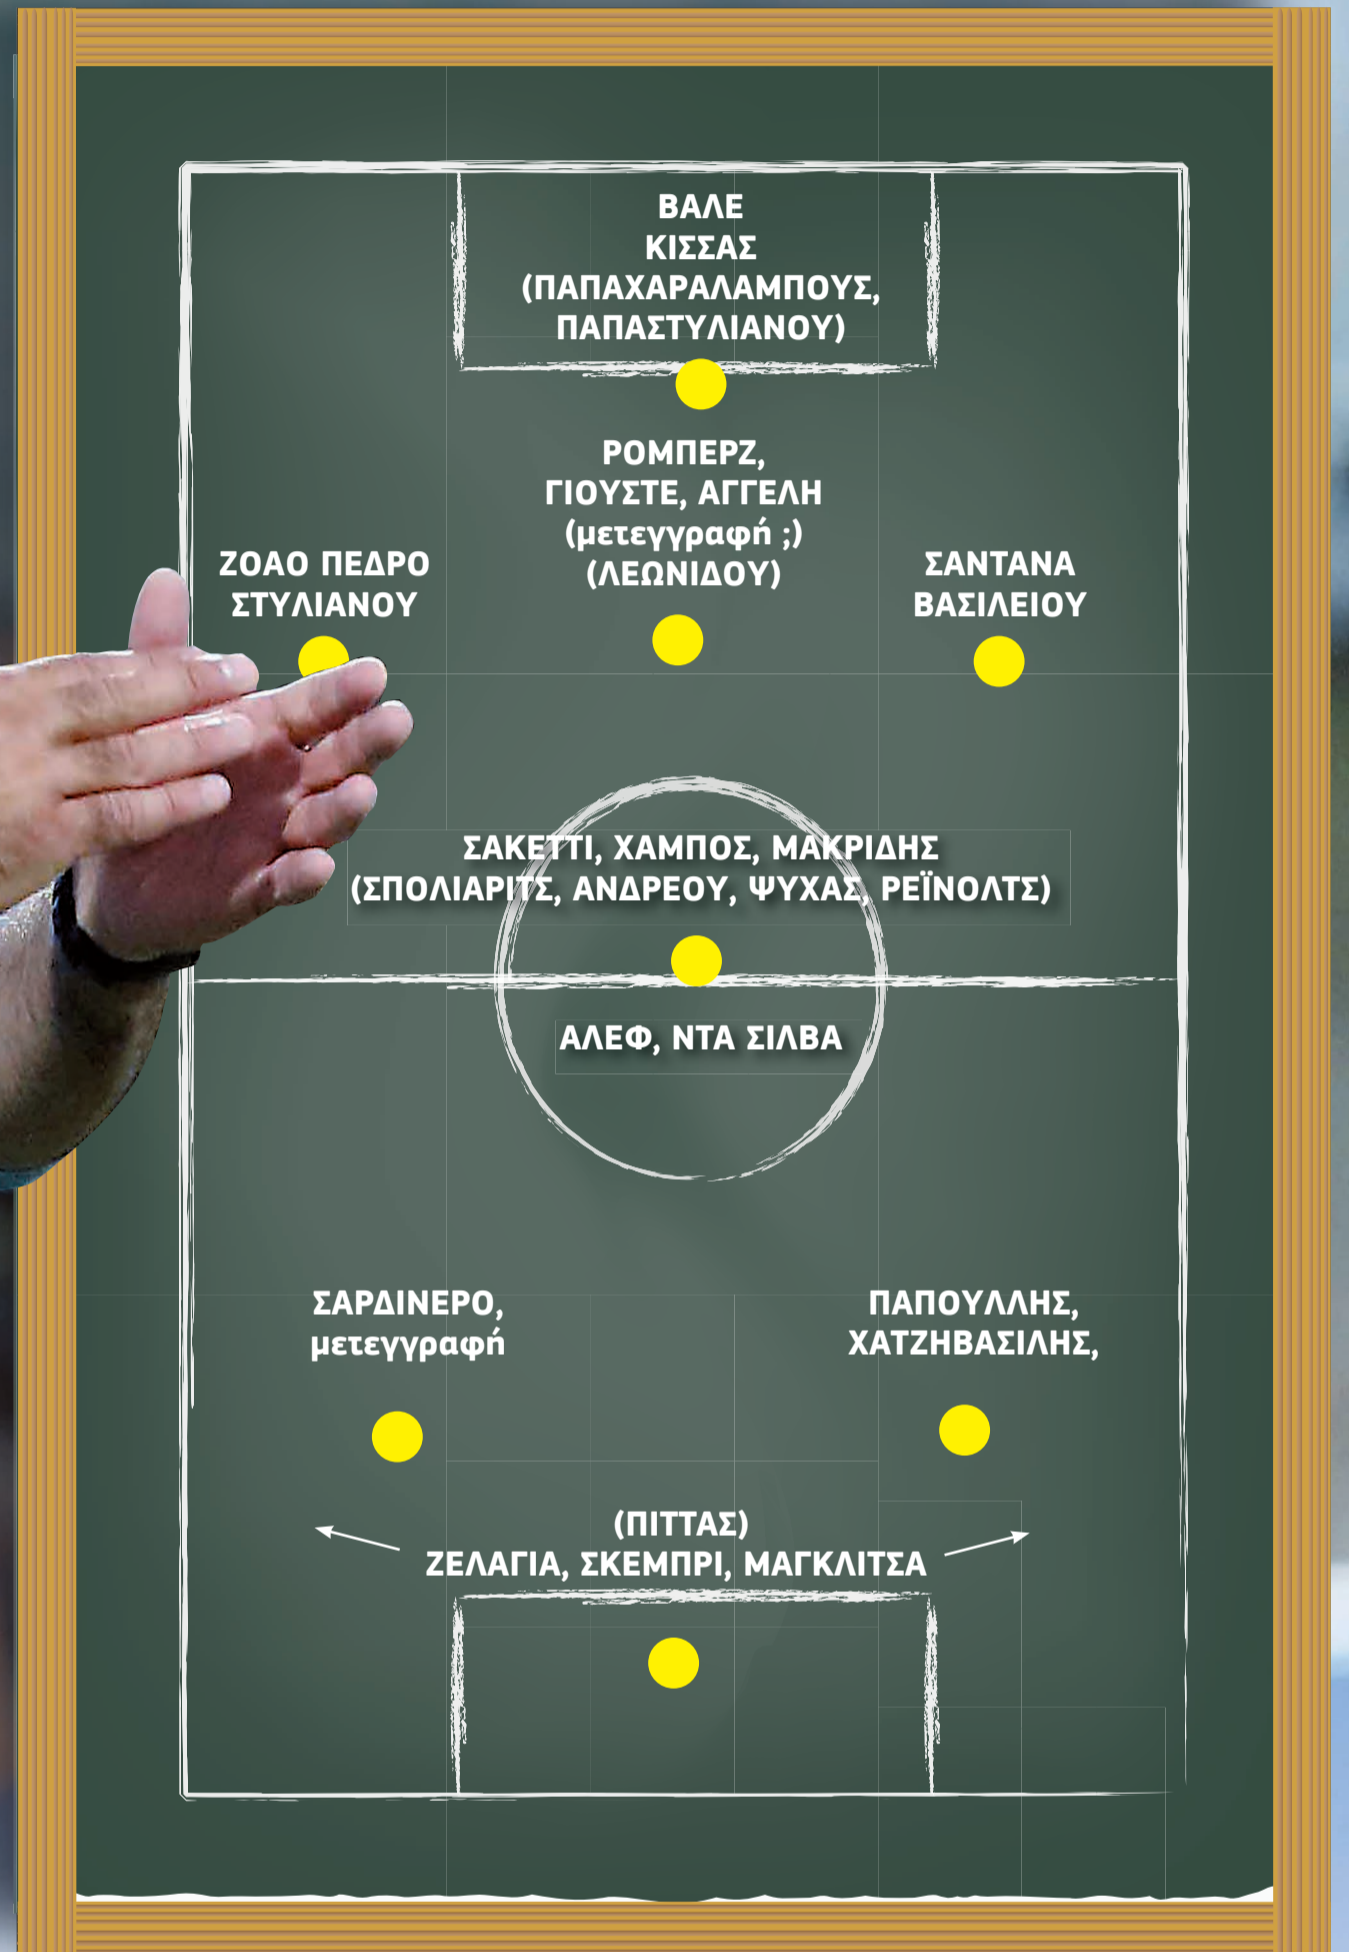 ΒΑΛΕ
ΚΙΣΣΑΣ
(ΠΑΠΑΧΑΡΑΛΑΜΠΟΥΣ,
ΠΑΠΑΣΤΥΛΙΑΝΟΥ)
ΡΟΜΠΕΡΖ,
ΓΙΟΥΣΤΕ, ΑΓΓΕΛΗ
(μετεγγραφή ;)
(ΛΕΩΝΙΔΟΥ)
ΖΟΑΟ ΠΕΔΡΟ
ΣΤΥΛΙΑΝΟΥ
ΣΑΝΤΑΝΑ
ΒΑΣΙΛΕΙΟΥ
ΣΑΚΕΤΤΙ, ΧΑΜΠΟΣ, ΜΑΚΡΙΔΗΣ
(ΣΠΟΛΙΑΡΙΤΣ, ΑΝΔΡΕΟΥ, ΨΥΧΑΣ, ΡΕΪΝΟΛΤΣ)
ΑΛΕΦ, ΝΤΑ ΣΙΛΒΑ
ΣΑΡΔΙΝΕΡΟ,
μετεγγραφή
ΠΑΠΟΥΛΛΗΣ,
ΧΑΤΖΗΒΑΣΙΛΗΣ,
(ΠΙΤΤΑΣ)
ΖΕΛΑΓΙΑ, ΣΚΕΜΠΡΙ, ΜΑΓΚΛΙΤΣΑ